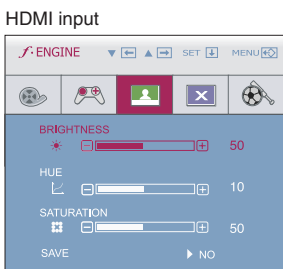 HDMI input
f·ENGINE ▼ ← ▲ → SET ↓ MENU
BRIGHTNESS
50
HUE
10
SATURATION
50
SAVE ▶ NO